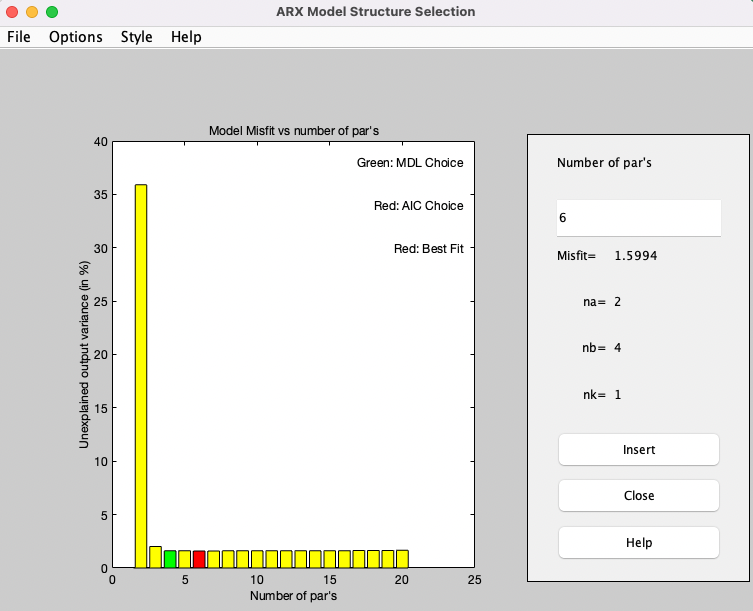 ARX Model Structure Selection
File Options Style Help
Model Misfit vs number of par's
Green: MDL Choice
Red: AIC Choice
Red: Best Fit
Unexplained output variance (in %)
40
35
30
25
20
15
10
5
0
0 5 10 15 20 25
Number of par's
Number of par's
6
Misfit= 1.5994
na= 2
nb= 4
nk= 1
Insert
Close
Help